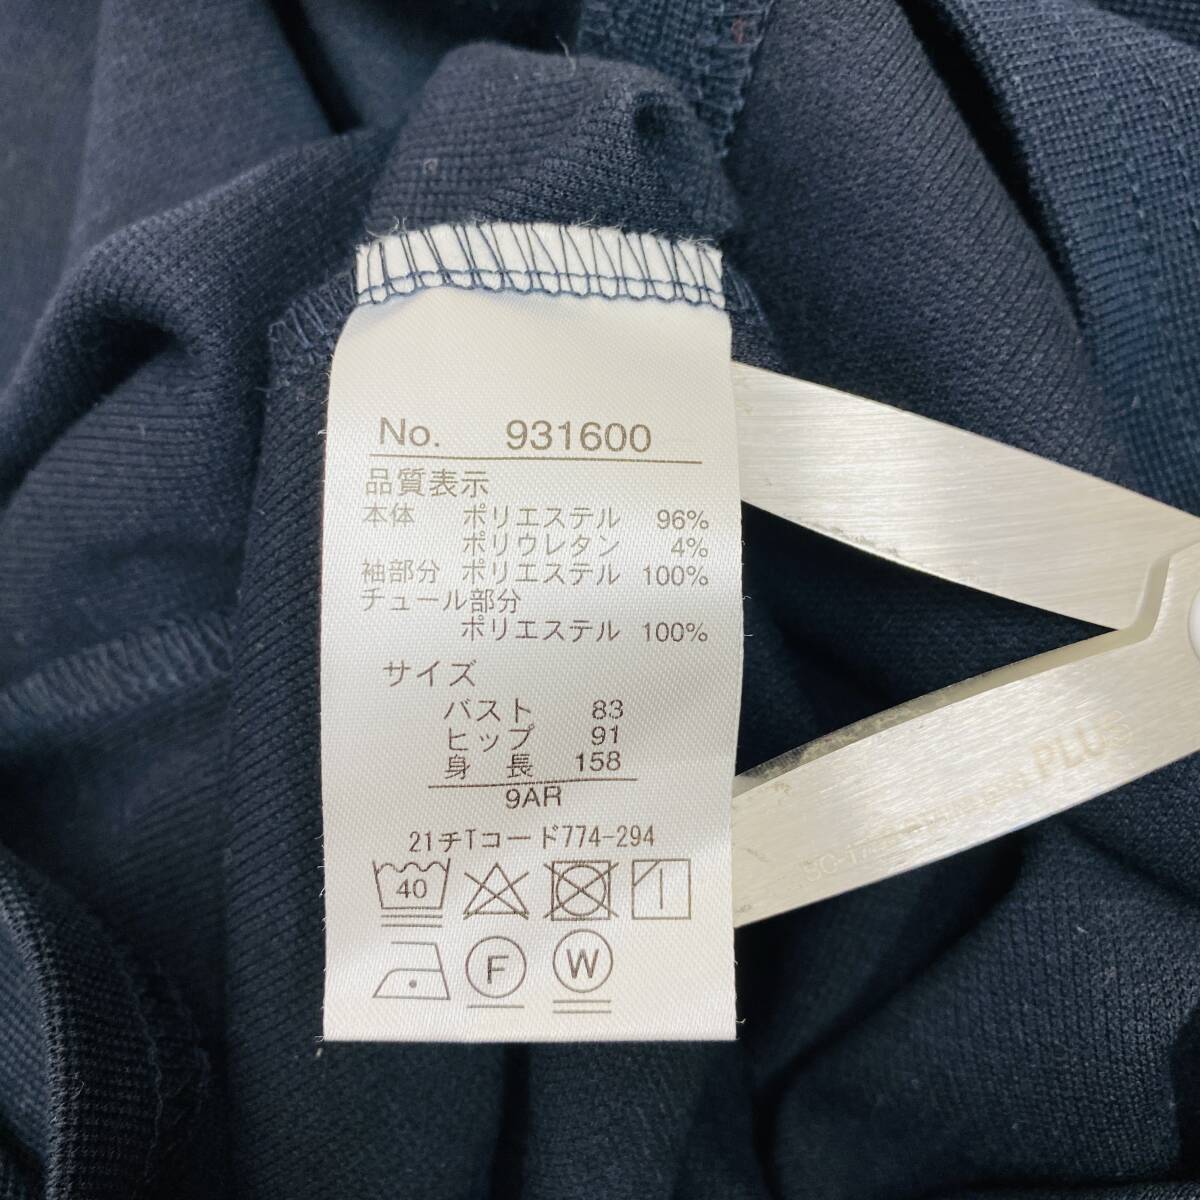 No. 931600
品質表示
本体 ポリエステル 96%
ポリウレタン 4%
袖部分 ポリエステル 100%
チュール部分
ポリエステル 100%
サイズ
バスト 83
ヒップ 91
身長 158
9AR
21チTコード774-294
40
F W
PLUS